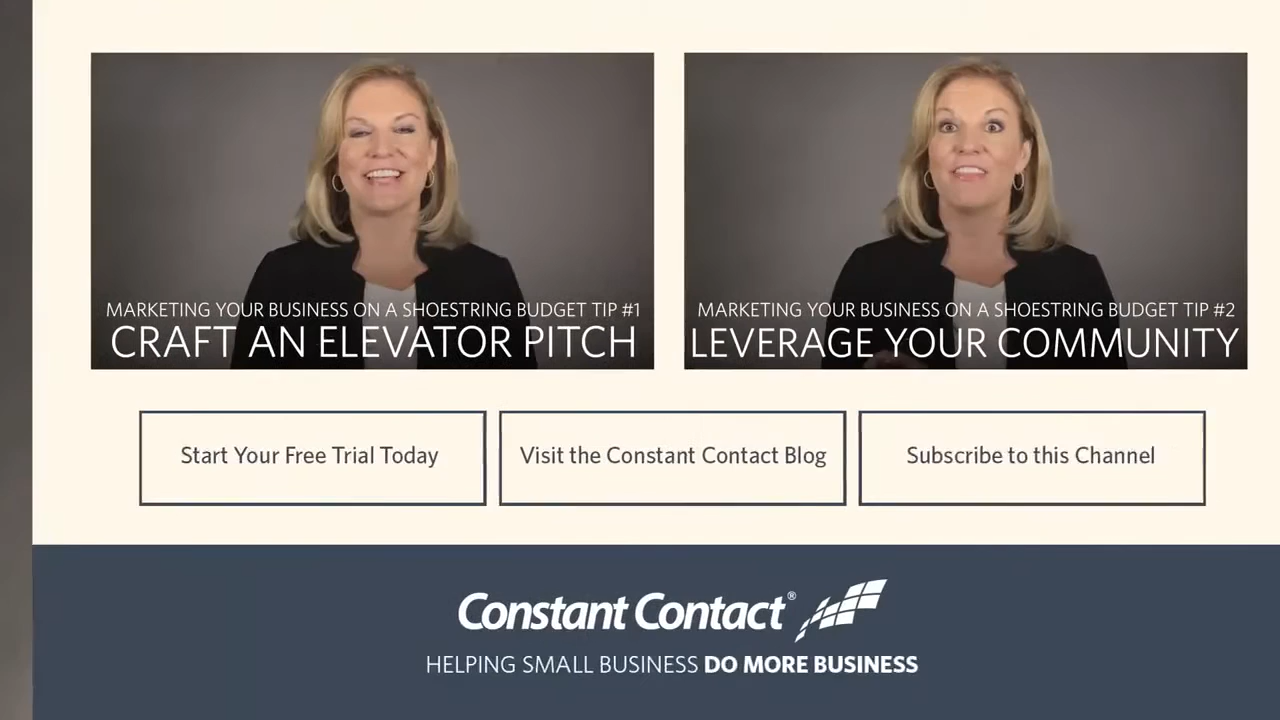 MARKETING YOUR BUSINESS ON A SHOESTRING BUDGET TIP #1
CRAFT AN ELEVATOR PITCH
MARKETING YOUR BUSINESS ON A SHOESTRING BUDGET TIP #2
LEVERAGE YOUR COMMUNITY
Start Your Free Trial Today
Visit the Constant Contact Blog
Subscribe to this Channel
Constant Contact®
HELPING SMALL BUSINESS DO MORE BUSINESS